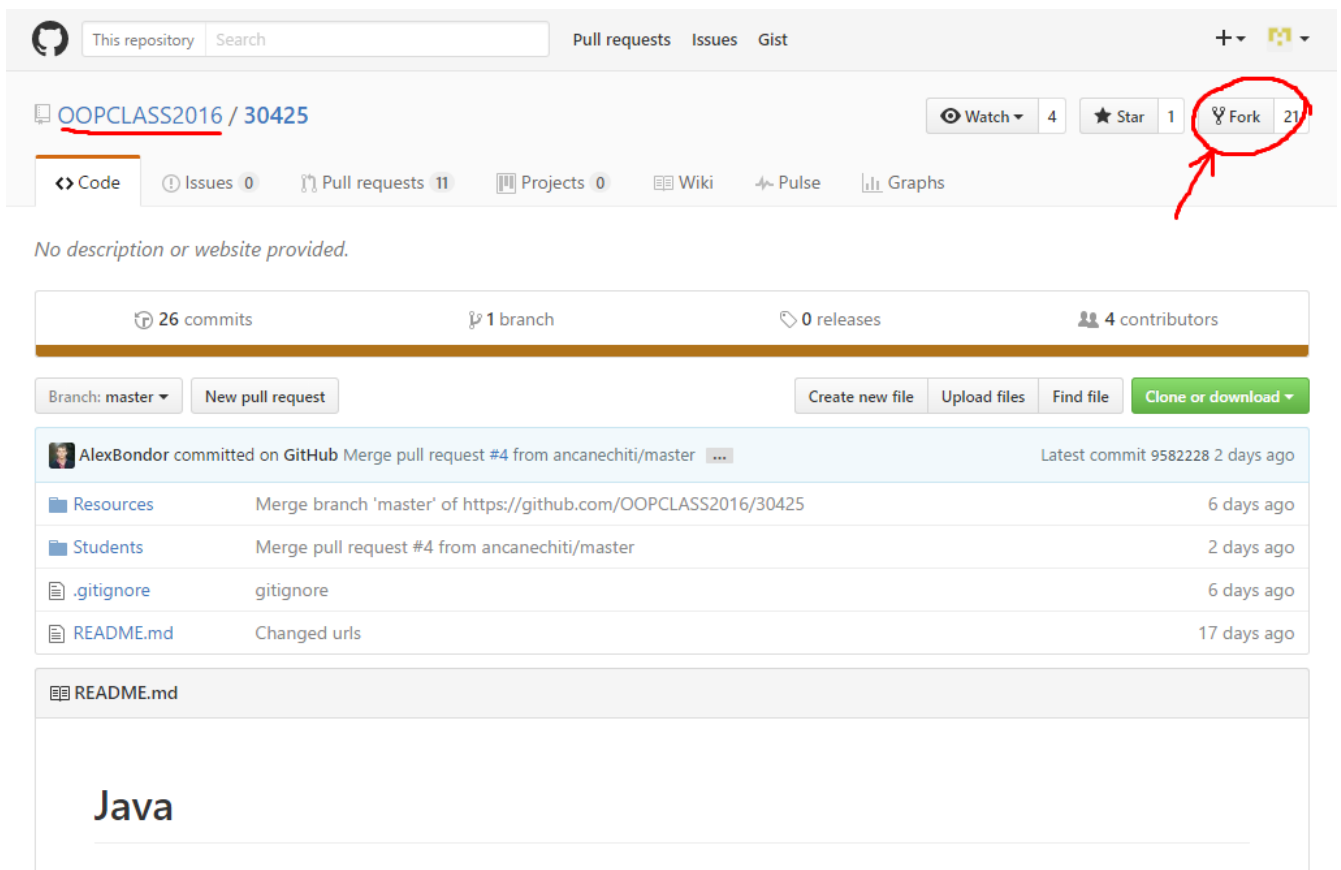 This repository Search Pull requests Issues Gist
OOPCLASS2016 / 30425 Watch 4 Star 1 Fork 21
Code Issues 0 Pull requests 11 Projects 0 Wiki Pulse Graphs
No description or website provided.
26 commits 1 branch 0 releases 4 contributors
Branch: master New pull request Create new file Upload files Find file Clone or download
AlexBondor committed on GitHub Merge pull request #4 from ancanechiti/master ... Latest commit 9582228 2 days ago
Resources Merge branch 'master' of https://github.com/OOPCLASS2016/30425 6 days ago
Students Merge pull request #4 from ancanechiti/master 2 days ago
.gitignore gitignore 6 days ago
README.md Changed urls 17 days ago
README.md
Java